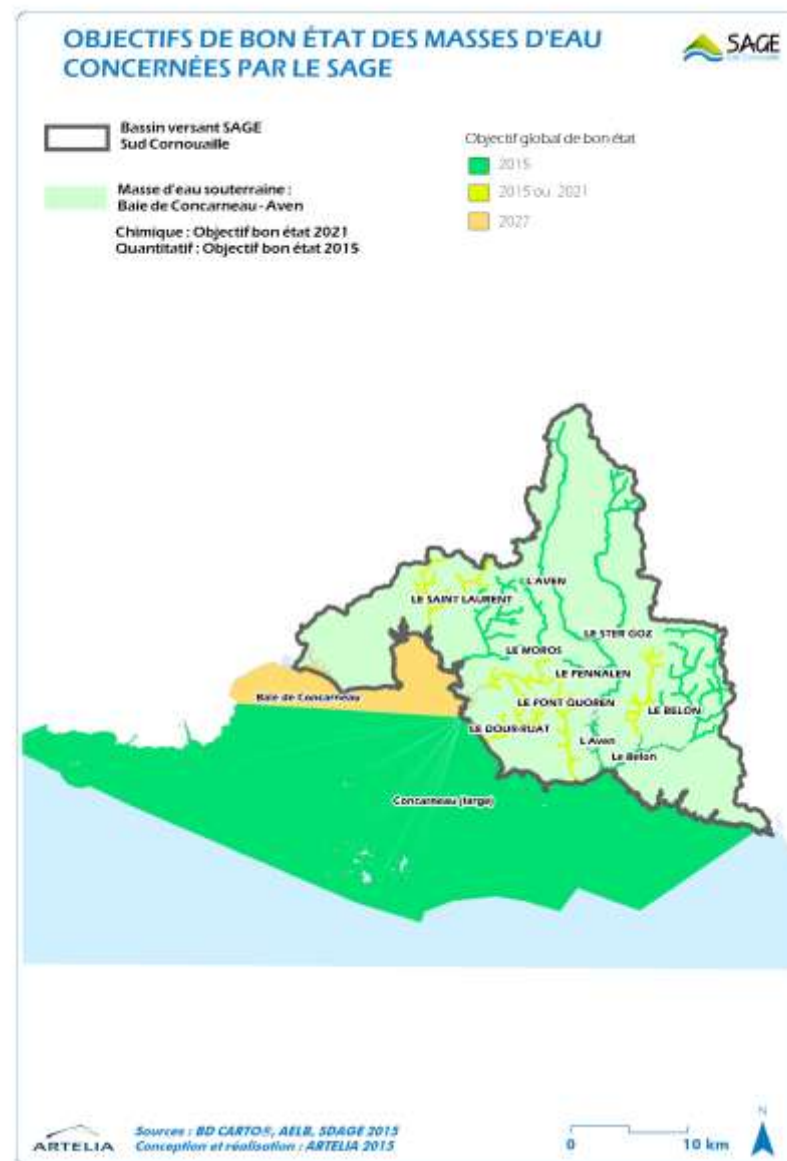 OBJECTIFS DE BON ÉTAT DES MASSES D'EAU
CONCERNÉES PAR LE SAGE
SAGE
Bassin versant SAGE
Sud Cornouaille
Masse d'eau souterraine :
Baie de Concarneau - Aven
Chimique : Objectif bon état 2021
Quantitatif : Objectif bon état 2015
Objectif global de bon état
2015
2015 ou 2021
2027
L'AVEN
LE SAINT LAURENT
LE STER GOZ
LE MOROS
LE PENNALEN
Baie de Concarneau
LE PONT QUOREN
LE BELON
LE DOUR-RUAT
L'Aven
Le Belon
Concarneau (large)
N
ARTELIA
Sources : BD CARTO®, AELB, SDAGE 2015
Conception et réalisation : ARTELIA 2015
0
10 km